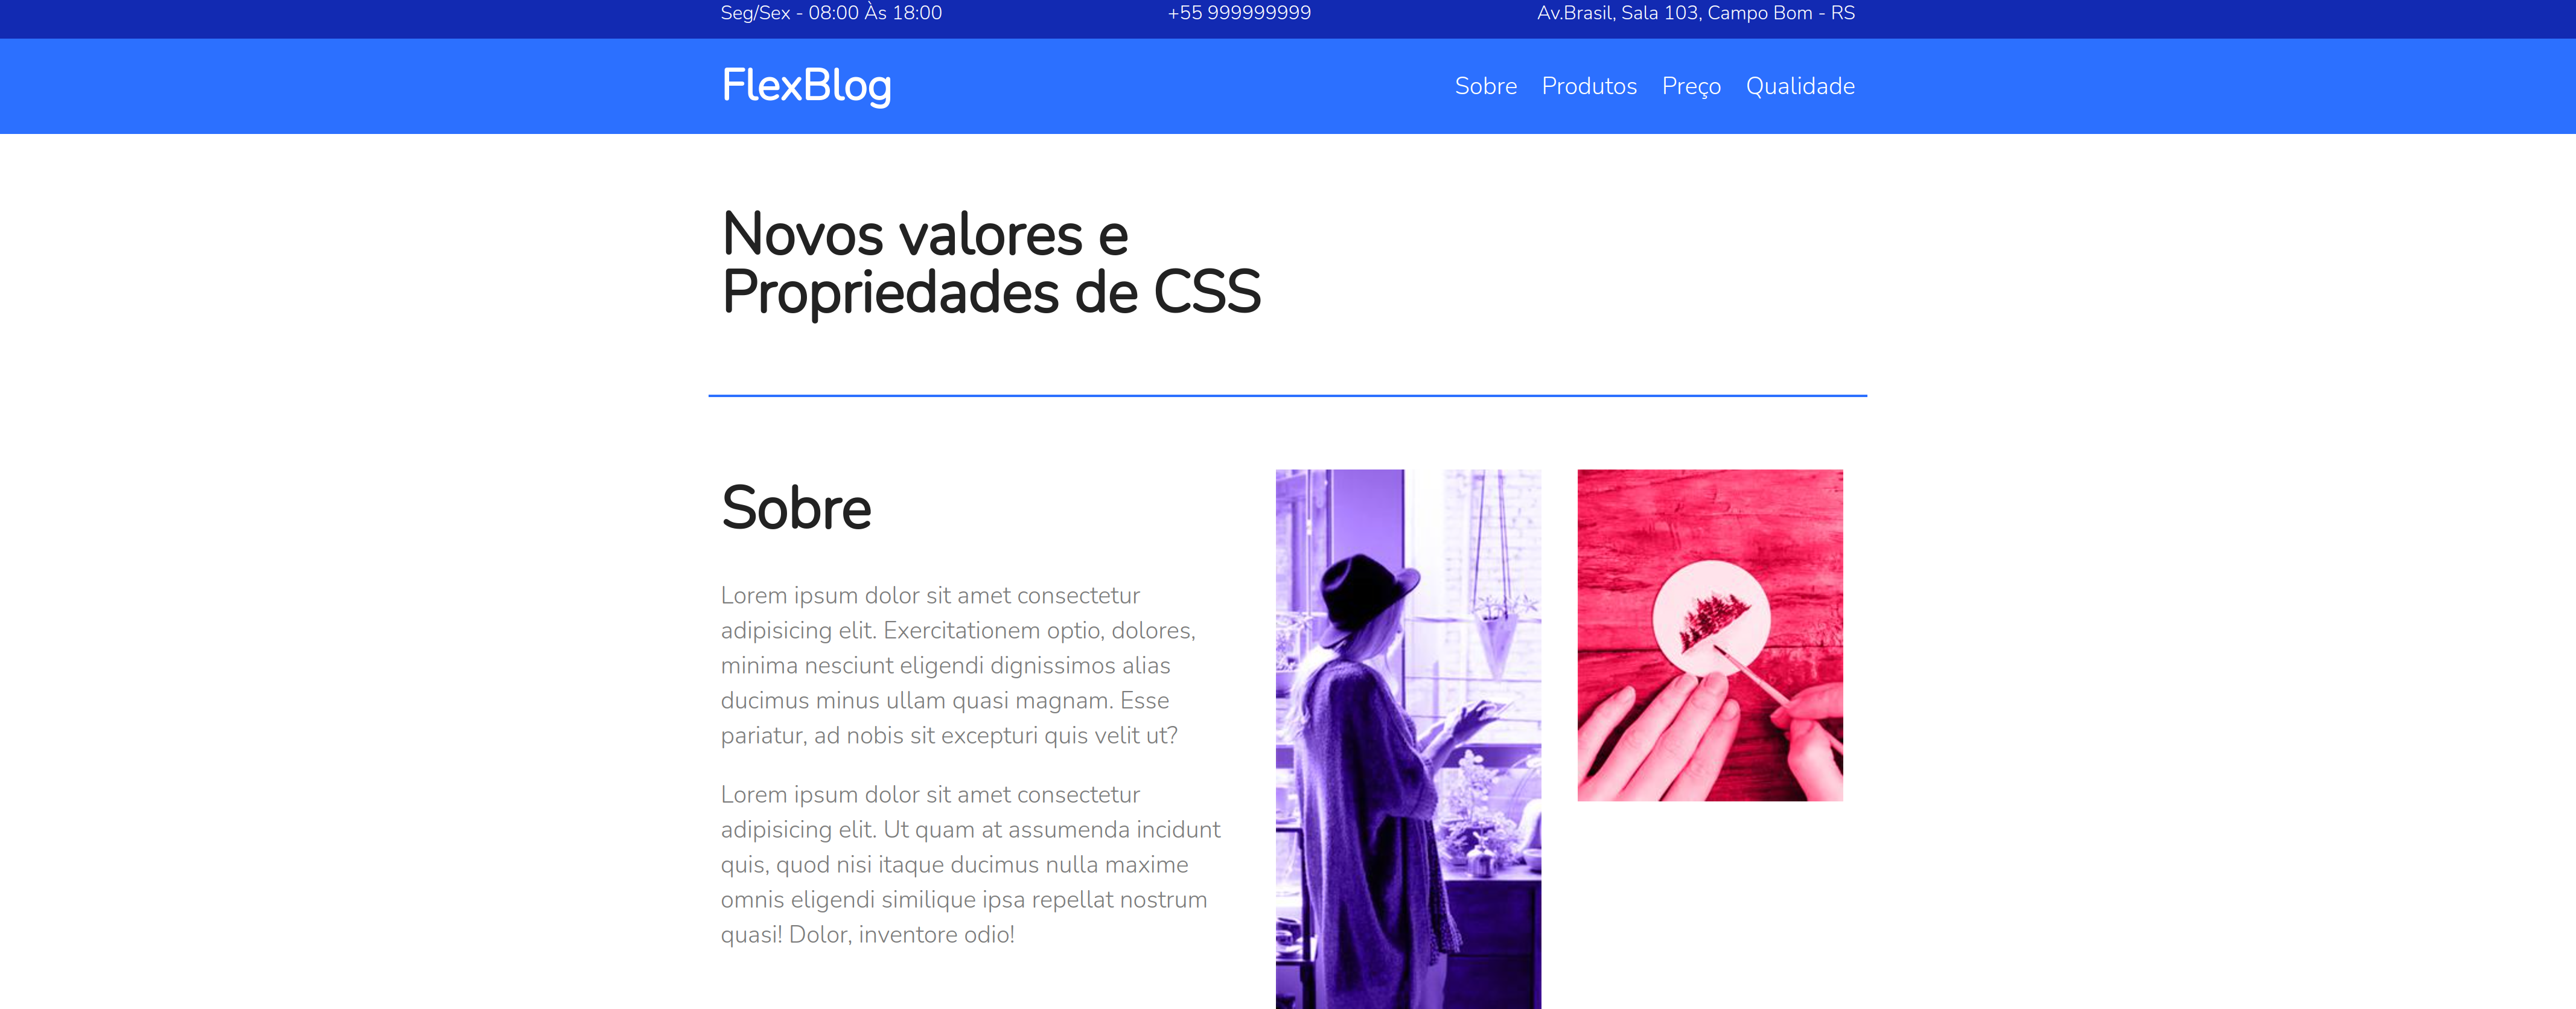 Seg/Sex - 08:00 Às 18:00
+55 999999999
Av.Brasil, Sala 103, Campo Bom - RS
FlexBlog
Sobre Produtos Preço Qualidade
Novos valores e
Propriedades de CSS
Sobre
Lorem ipsum dolor sit amet consectetur
adipisicing elit. Exercitationem optio, dolores,
minima nesciunt eligendi dignissimos alias
ducimus minus ullam quasi magnam. Esse
pariatur, ad nobis sit excepturi quis velit ut?
Lorem ipsum dolor sit amet consectetur
adipisicing elit. Ut quam at assumenda incidunt
quis, quod nisi itaque ducimus nulla maxime
omnis eligendi similique ipsa repellat nostrum
quasi! Dolor, inventore odio!